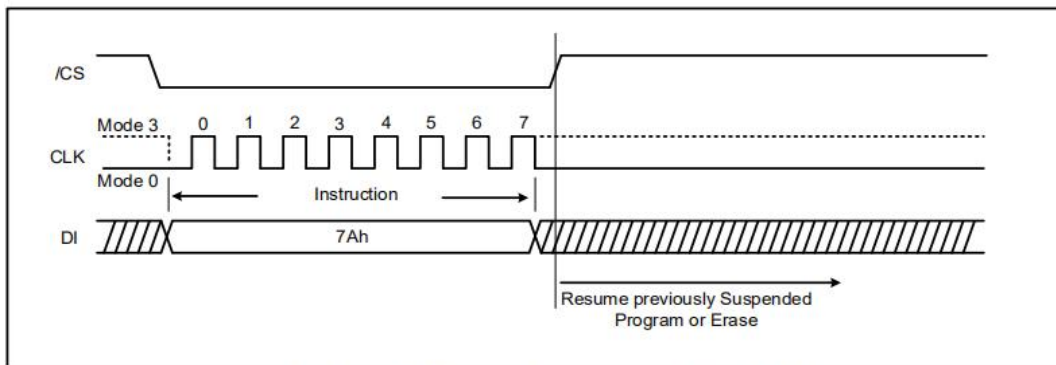 /CS
Mode 3
0 1 2 3 4 5 6 7
CLK
Mode 0
Instruction
DI
7Ah
Resume previously Suspended
Program or Erase